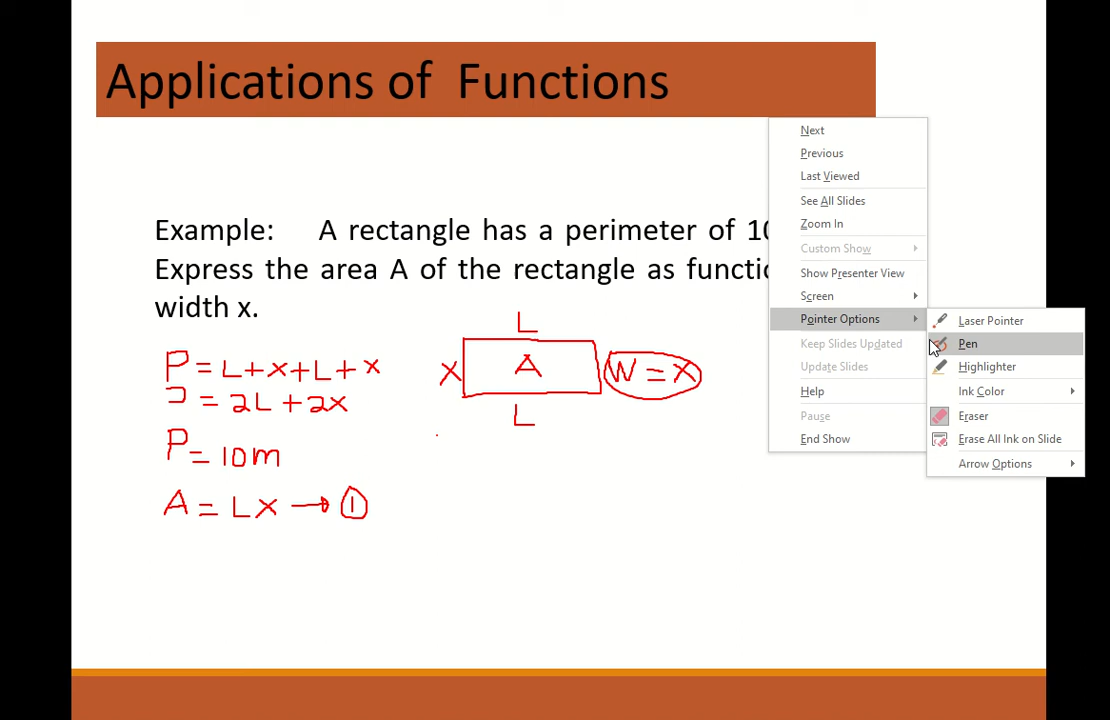 Applications of Functions
Example: A rectangle has a perimeter of 10
Express the area A of the rectangle as functio
width x.
L
P = L + x + L + x
X
A
W = X
= 2L + 2X
L
P = 10m
A = LX → ①
Next
Previous
Last Viewed
See All Slides
Zoom In
Custom Show
Show Presenter View
Screen
Pointer Options
Keep Slides Updated
Update Slides
Help
Pause
End Show
Laser Pointer
Pen
Highlighter
Ink Color
Eraser
Erase All Ink on Slide
Arrow Options